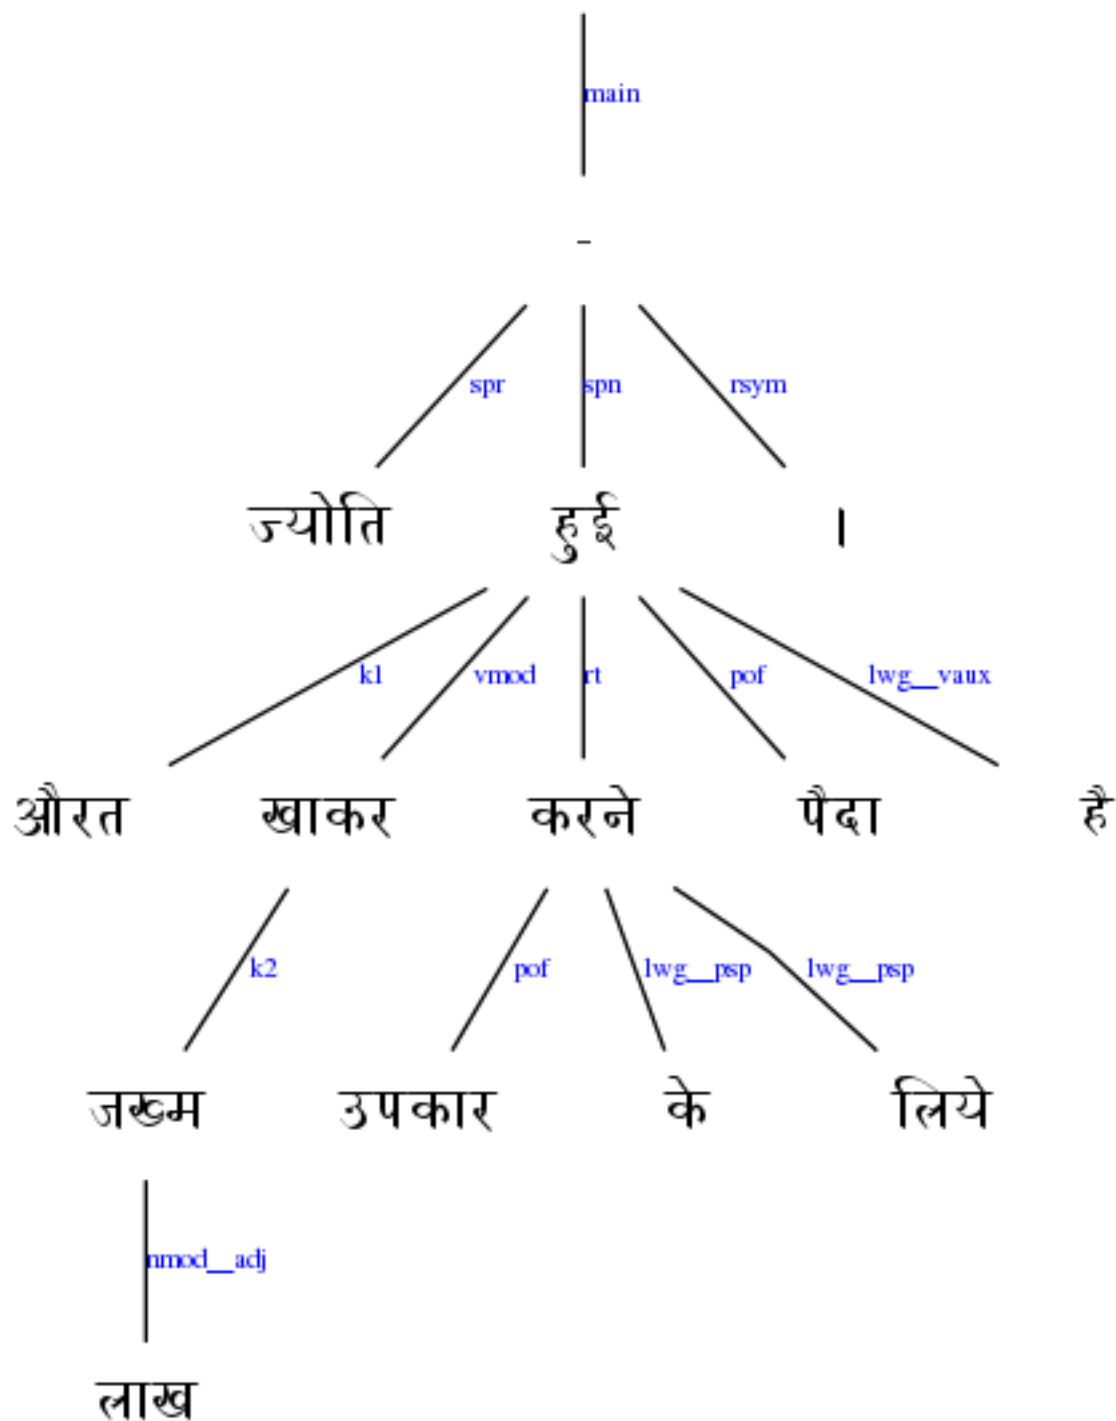 main
-
spr spn rsym
ज्योति हुई ।
k1 vmod rt pof lwg__vaux
औरत खाकर करने पैदा है
k2 pof lwg__psp lwg__psp
जख्म उपकार के लिये
nmod__adj
लाख